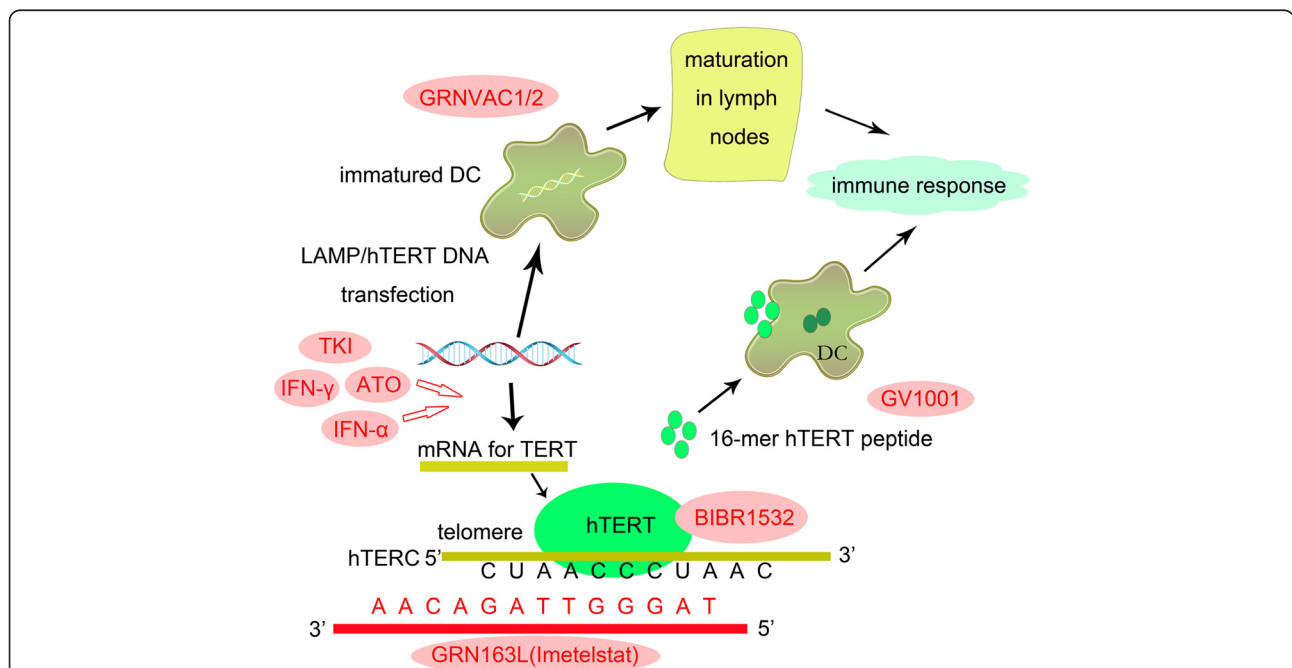 maturation
in lymph
nodes
GRNVAC1/2
immatured DC
immune response
LAMP/hTERT DNA
transfection
TKI
IFN-γ
ATO
IFN-α
DC
GV1001
16-mer hTERT peptide
mRNA for TERT
hTERT
BIBR1532
telomere
hTERC 5’
3’
C U A A C C C U A A C
A A C A G A T T G G G A T
3’
5’
GRN163L(Imetelstat)